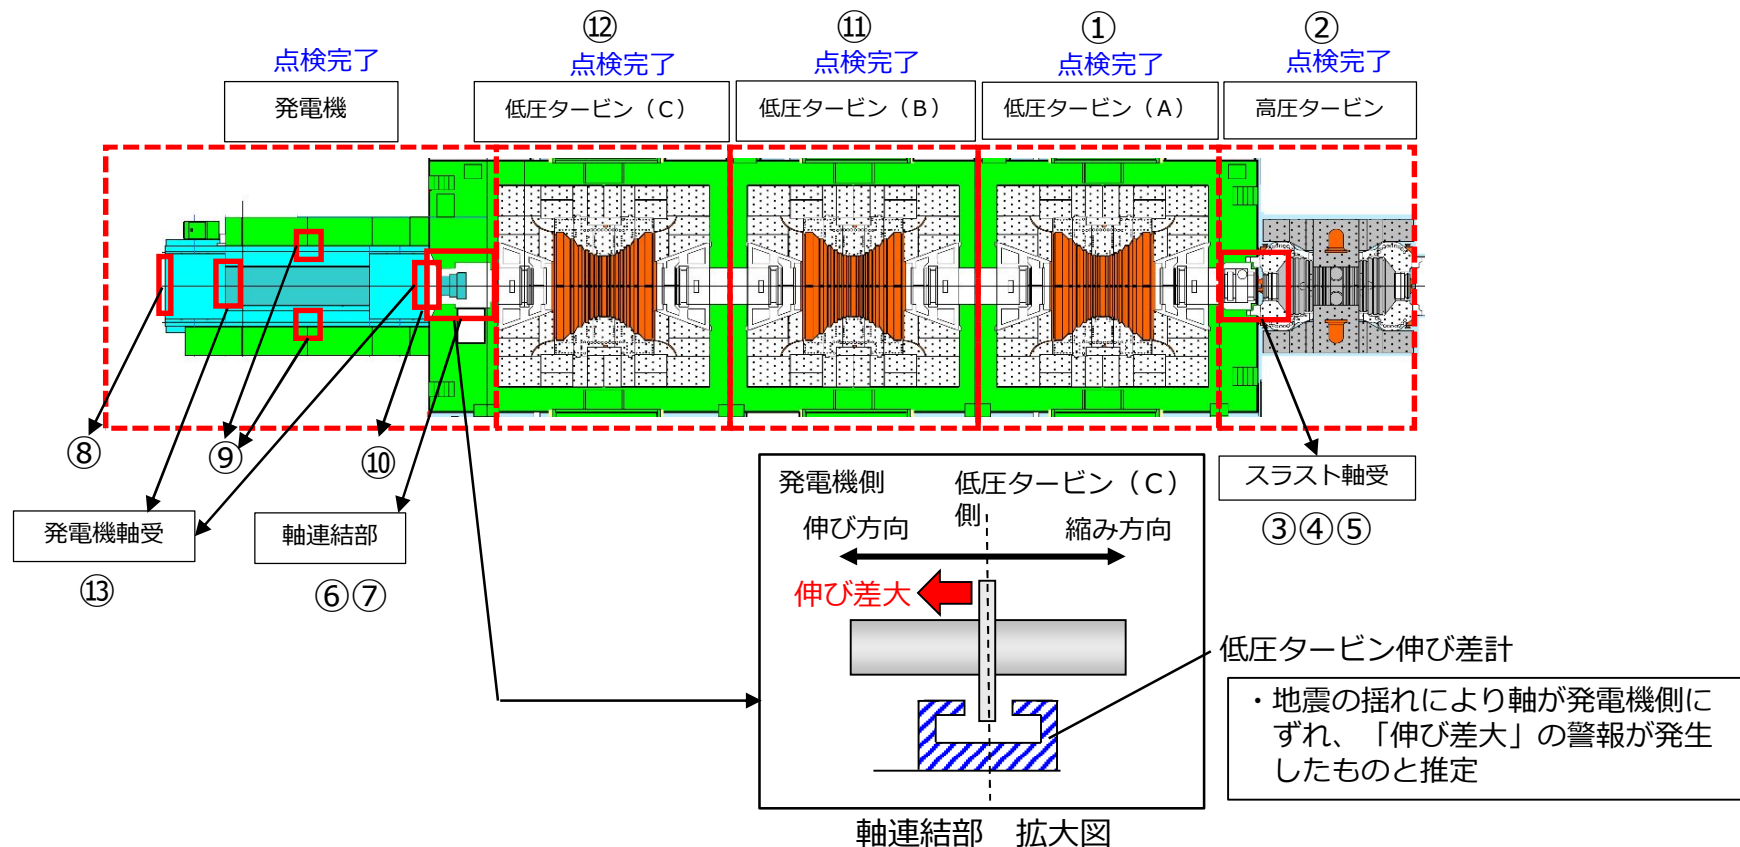 ⑫
⑪
①
②
点検完了
点検完了
点検完了
点検完了
点検完了
発電機
低圧タービン（C）
低圧タービン（B）
低圧タービン（A）
高圧タービン
⑧
⑨
⑩
発電機軸受
⑬
軸連結部
⑥⑦
スラスト軸受
③④⑤
発電機側
低圧タービン（C）
側
伸び方向
縮み方向
伸び差大
低圧タービン伸び差計
・地震の揺れにより軸が発電機側に
ずれ、「伸び差大」の警報が発生
したものと推定
軸連結部　拡大図